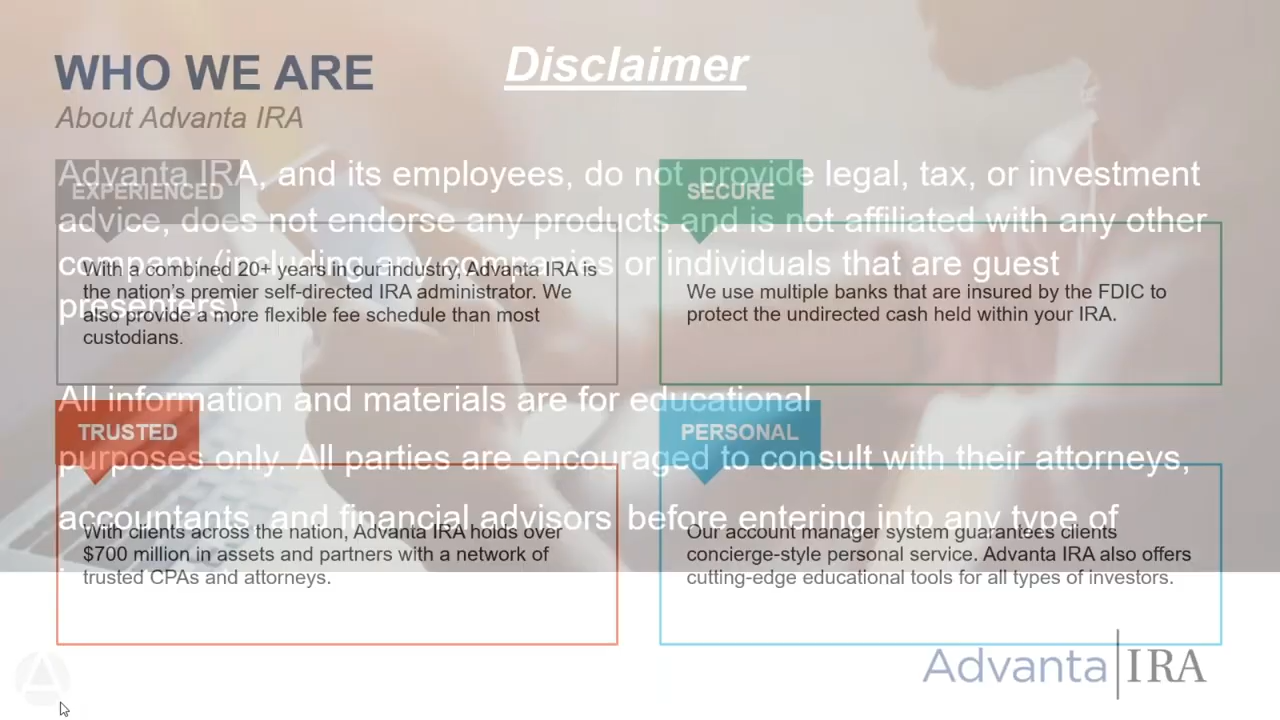 WHO WE ARE
About Advanta IRA
Disclaimer
Advanta IRA, and its employees, do not provide legal, tax, or investment
advice, does not endorse any products and is not affiliated with any other
company (including any companies or individuals that are guest
presenters)
All information and materials are for educational
purposes only. All parties are encouraged to consult with their attorneys,
accountants, and financial advisors before entering into any type of
EXPERIENCED
With a combined 20+ years in our industry, Advanta IRA is
the nation's premier self-directed IRA administrator. We
also provide a more flexible fee schedule than most
custodians.
SECURE
We use multiple banks that are insured by the FDIC to
protect the undirected cash held within your IRA.
TRUSTED
With clients across the nation, Advanta IRA holds over
$700 million in assets and partners with a network of
trusted CPAs and attorneys.
PERSONAL
Our account manager system guarantees clients
concierge-style personal service. Advanta IRA also offers
cutting-edge educational tools for all types of investors.
Advanta IRA